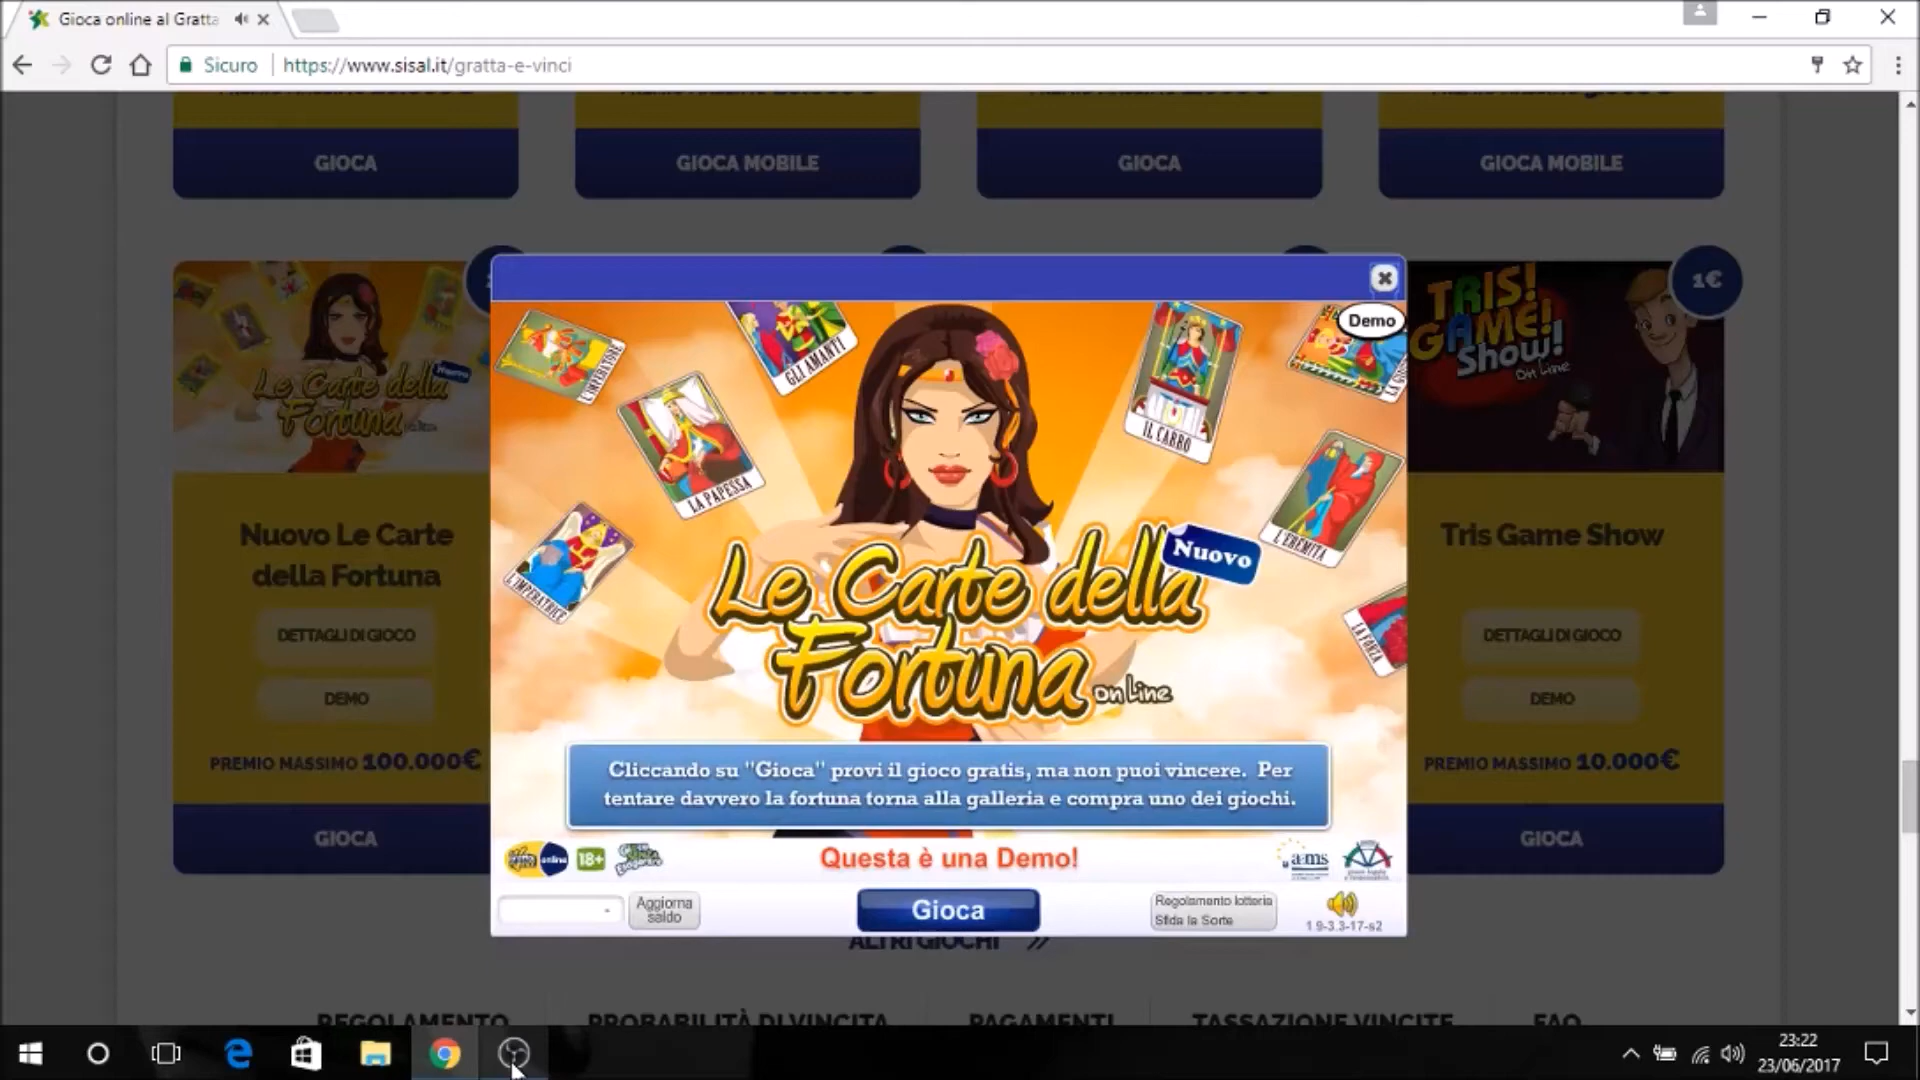 Gioca online al Gratta
Sicuro
https://www.sisal.it/gratta-e-vinci
GIOCA
GIOCA MOBILE
GIOCA
GIOCA MOBILE
1€
Demo
L'IMPERATORE
GLI AMANTI
LA PAPESSA
IL CARRO
L'EREMITA
L'IMPERATRICE
LA FORZA
Nuovo
Le Carte della
Fortuna on Line
Cliccando su "Gioca" provi il gioco gratis, ma non puoi vincere. Per
tentare davvero la fortuna torna alla galleria e compra uno dei giochi.
online
18+
Questa è una Demo!
aams
Aggiorna
saldo
Gioca
Regolamento lotteria
Sfida la Sorte
1.9-3.3-17-s2
Nuovo
Le Carte della
Fortuna
Nuovo Le Carte
della Fortuna
DETTAGLI DI GIOCO
DEMO
PREMIO MASSIMO 100.000€
GIOCA
TRIS!
GAME!
Show!
On Line
Tris Game Show
DETTAGLI DI GIOCO
DEMO
PREMIO MASSIMO 10.000€
GIOCA
ALTRI GIOCHI
REGOLAMENTO
PROBABILITÀ DI VINCITA
PAGAMENTI
TASSAZIONE VINCITE
FAQ
23:22
23/06/2017